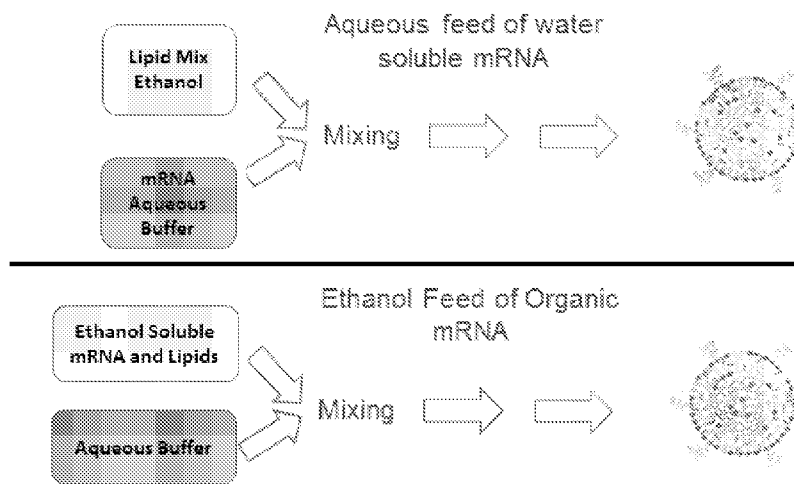 Aqueous feed of water
soluble mRNA
Lipid Mix
Ethanol
Mixing
mRNA
Aqueous
Buffer
Ethanol Feed of Organic
mRNA
Ethanol Soluble
mRNA and Lipids
Mixing
Aqueous Buffer